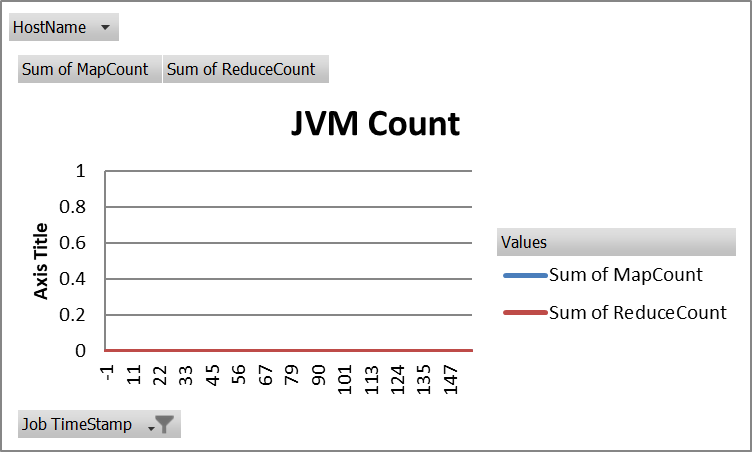 HostName
Sum of MapCount Sum of ReduceCount
JVM Count
Axis Title
1
0.8
0.6
0.4
0.2
0
-1 11 22 33 45 56 67 79 90 101 113 124 135 147
Values
Sum of MapCount
Sum of ReduceCount
Job TimeStamp